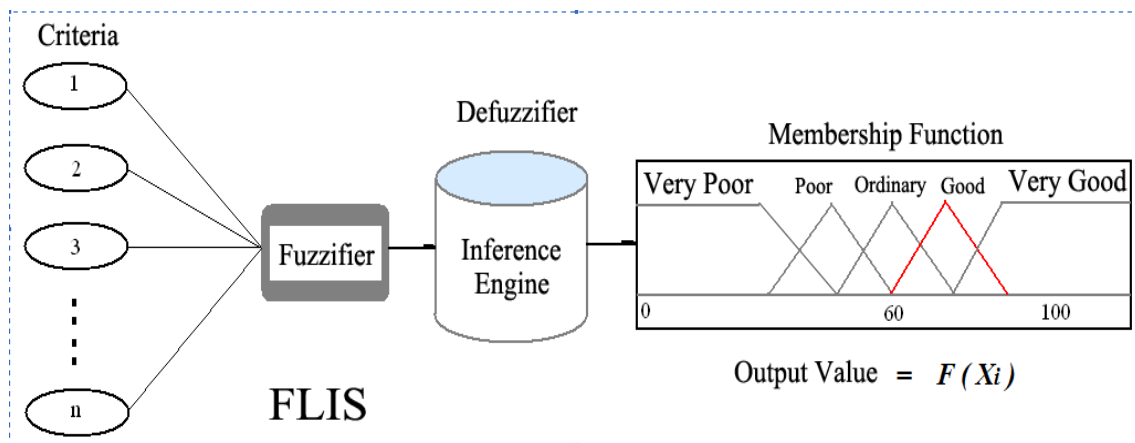 Criteria
1
2
3
n
Fuzzifier
FLIS
Defuzzifier
Inference
Engine
Membership Function
Very Poor Poor Ordinary Good Very Good
0 60 100
Output Value = F ( Xi )